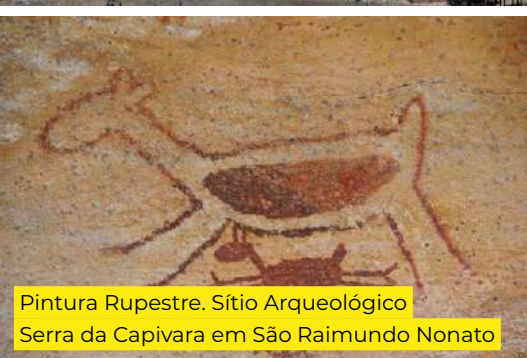 Pintura Rupestre. Sítio Arqueológico
Serra da Capivara em São Raimundo Nonato